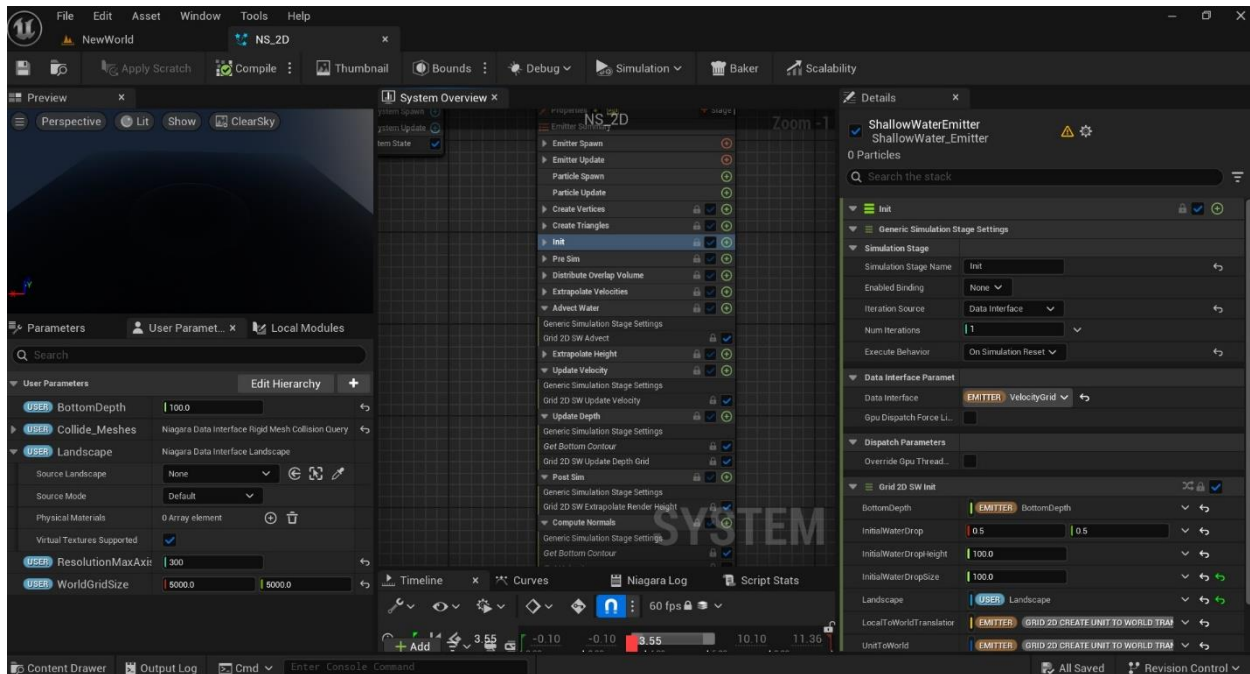 File Edit Asset Window Tools Help
NewWorld NS_2D
Apply Scratch Compile Thumbnail Bounds Debug Simulation Baker Scalability
Preview
Perspective Lit Show ClearSky
Parameters User Paramet... Local Modules
Search
User Parameters Edit Hierarchy
USER BottomDepth 100.0
USER Collide_Meshes Niagara Data Interface Rigid Mesh Collision Query
USER Landscape Niagara Data Interface Landscape
Source Landscape None
Source Mode Default
Physical Materials 0 Array element
Virtual Textures Supported
USER ResolutionMaxAxi 300
USER WorldGridSize 5000.0 5000.0
System Overview
NS_2D
Zoom -1
Emitter Summary
Emitter Spawn
Emitter Update
Particle Spawn
Particle Update
Create Vertices
Create Triangles
Init
Pre Sim
Distribute Overlap Volume
Extrapolate Velocities
Advect Water
Generic Simulation Stage Settings
Grid 2D SW Advect
Extrapolate Height
Update Velocity
Generic Simulation Stage Settings
Grid 2D SW Update Velocity
Update Depth
Generic Simulation Stage Settings
Get Bottom Contour
Grid 2D SW Update Depth Grid
Post Sim
Generic Simulation Stage Settings
Grid 2D SW Extrapolate Render Height
Compute Normals
Generic Simulation Stage Settings
Get Bottom Contour
SYSTEM
Timeline Curves Niagara Log Script Stats
60 fps
Add 3.55 -0.10 -0.10 3.55 10.10 11.36
Details
ShallowWaterEmitter
ShallowWater_Emitter
0 Particles
Search the stack
Init
Generic Simulation Stage Settings
Simulation Stage
Simulation Stage Name Init
Enabled Binding None
Iteration Source Data Interface
Num Iterations 1
Execute Behavior On Simulation Reset
Data Interface Paramet
Data Interface EMITTER VelocityGrid
Gpu Dispatch Force Li...
Dispatch Parameters
Override Gpu Thread...
Grid 2D SW Init
BottomDepth EMITTER BottomDepth
InitialWaterDrop 0.5 0.5
InitialWaterDropHeight 100.0
InitialWaterDropSize 100.0
Landscape USER Landscape
LocalToWorldTranslation EMITTER GRID 2D CREATE UNIT TO WORLD TRAN
UnitToWorld EMITTER GRID 2D CREATE UNIT TO WORLD TRAN
Content Drawer Output Log Cmd Enter Console Command All Saved Revision Control